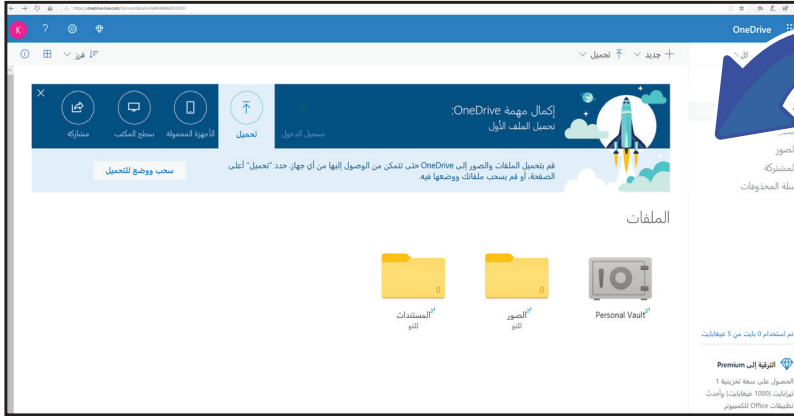 OneDrive
K
?
+ جديد
تحميل
فرز
كل
الصور
المشتركة
سلة المحذوفات
إكمال مهمة OneDrive:
تحميل الملف الأول
تسجيل الدخول
تحميل
الأجهزة المحمولة
سطح المكتب
مشاركة
قم بتحميل الملفات والصور إلى OneDrive حتى تتمكن من الوصول إليها من أي جهاز. حدد "تحميل" أعلى
الصفحة، أو قم بسحب ملفاتك ووضعها فيه.
سحب ووضع للتحميل
الملفات
Personal Vault
0
الصور
للتو
0
المستندات
للتو
تم استخدام 0 بايت من 5 غيغابايت
الترقية إلى Premium
الحصول على سعة تخزينية 1
تيرابايت (1000 غيغابايت) وأحدث
تطبيقات Office للكمبيوتر